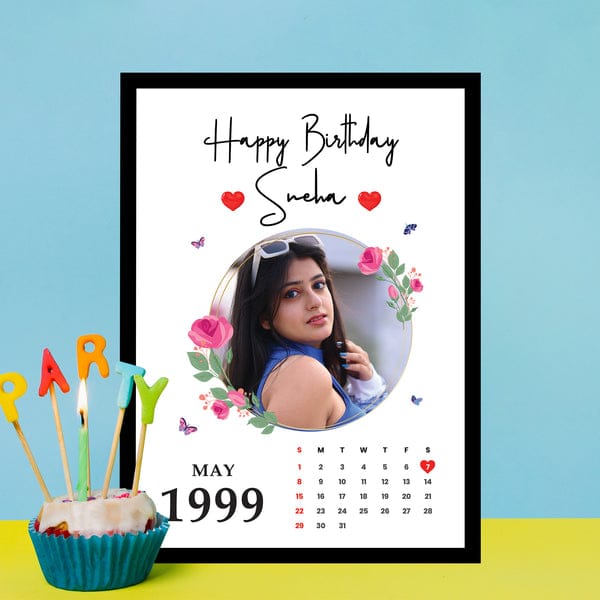 Happy Birthday
Sneha
PARTY
MAY
1999
S M T W T F S
1 2 3 4 5 6 7
8 9 10 11 12 13 14
15 16 17 18 19 20 21
22 23 24 25 26 27 28
29 30 31